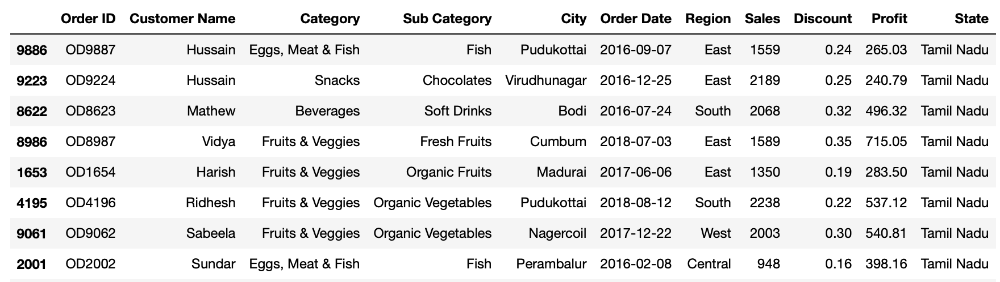 Order ID Customer Name Category Sub Category City Order Date Region Sales Discount Profit State
9886 OD9887 Hussain Eggs, Meat & Fish Fish Pudukottai 2016-09-07 East 1559 0.24 265.03 Tamil Nadu
9223 OD9224 Hussain Snacks Chocolates Virudhunagar 2016-12-25 East 2189 0.25 240.79 Tamil Nadu
8622 OD8623 Mathew Beverages Soft Drinks Bodi 2016-07-24 South 2068 0.32 496.32 Tamil Nadu
8986 OD8987 Vidya Fruits & Veggies Fresh Fruits Cumbum 2018-07-03 East 1589 0.35 715.05 Tamil Nadu
1653 OD1654 Harish Fruits & Veggies Organic Fruits Madurai 2017-06-06 East 1350 0.19 283.50 Tamil Nadu
4195 OD4196 Ridhesh Fruits & Veggies Organic Vegetables Pudukottai 2018-08-12 South 2238 0.22 537.12 Tamil Nadu
9061 OD9062 Sabeela Fruits & Veggies Organic Vegetables Nagercoil 2017-12-22 West 2003 0.30 540.81 Tamil Nadu
2001 OD2002 Sundar Eggs, Meat & Fish Fish Perambalur 2016-02-08 Central 948 0.16 398.16 Tamil Nadu